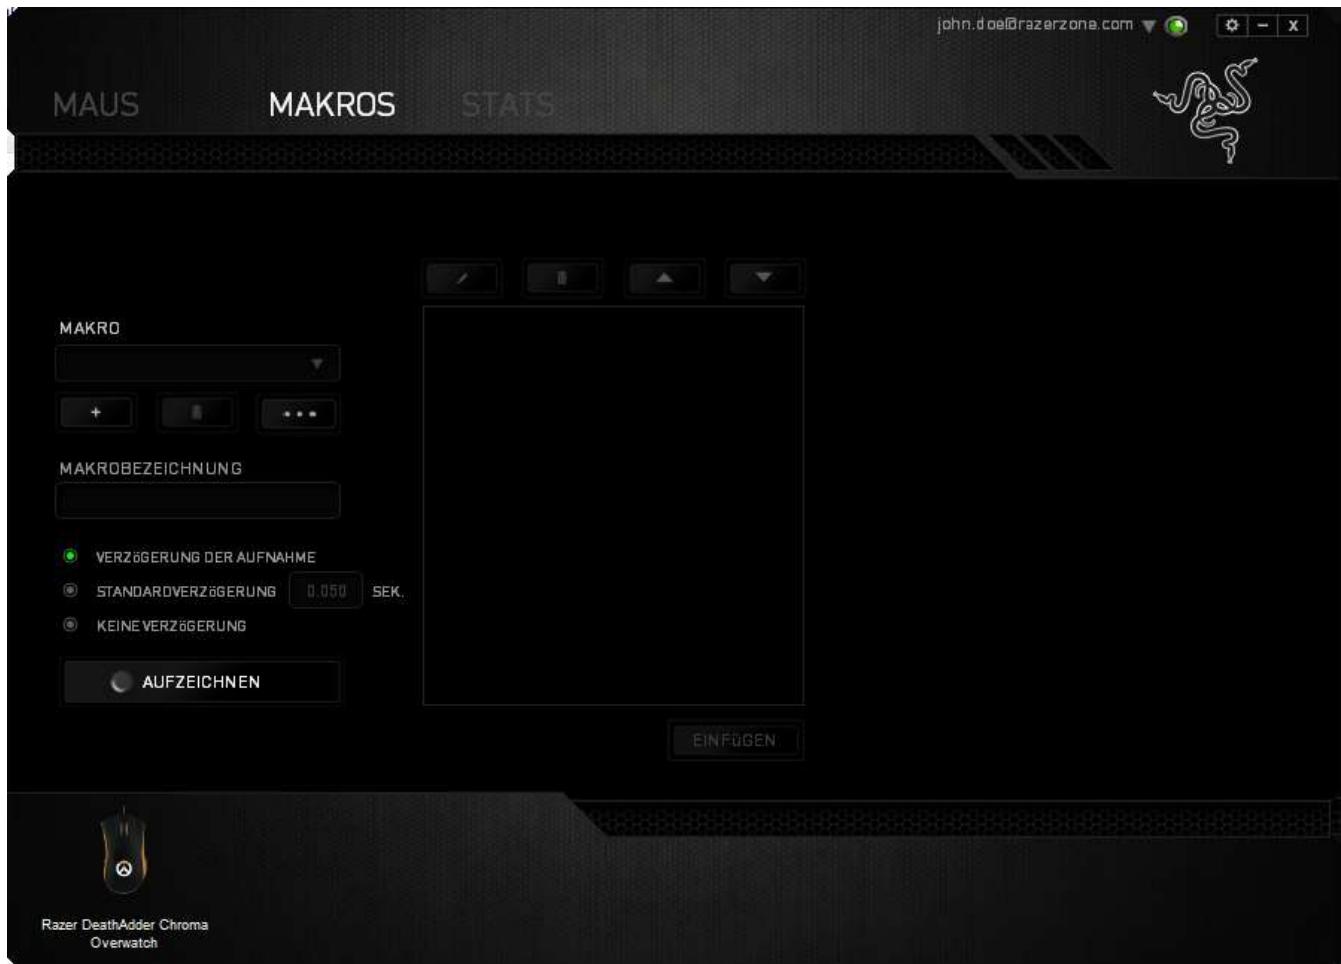 john.doe@razerzone.com
MAUS MAKROS STATS
MAKRO
MAKROBEZEICHNUNG
VERZÖGERUNG DER AUFNAHME
STANDARDVERZÖGERUNG 0.050 SEK.
KEINE VERZÖGERUNG
AUFZEICHNEN
EINFÜGEN
Razer DeathAdder Chroma
Overwatch